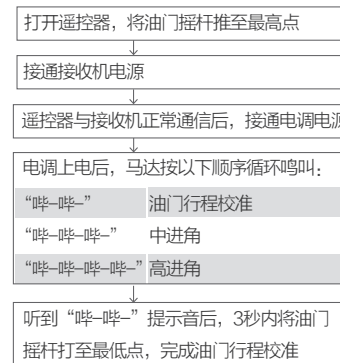 打开遥控器，将油门摇杆推至最高点
接通接收机电源
遥控器与接收机正常通信后，接通电调电源
电调上电后，马达按以下顺序循环鸣叫：
“哔–哔–” 油门行程校准
“哔–哔–哔–” 中进角
“哔–哔–哔–哔–” 高进角
听到“哔–哔–”提示音后，3秒内将油门
摇杆打至最低点，完成油门行程校准